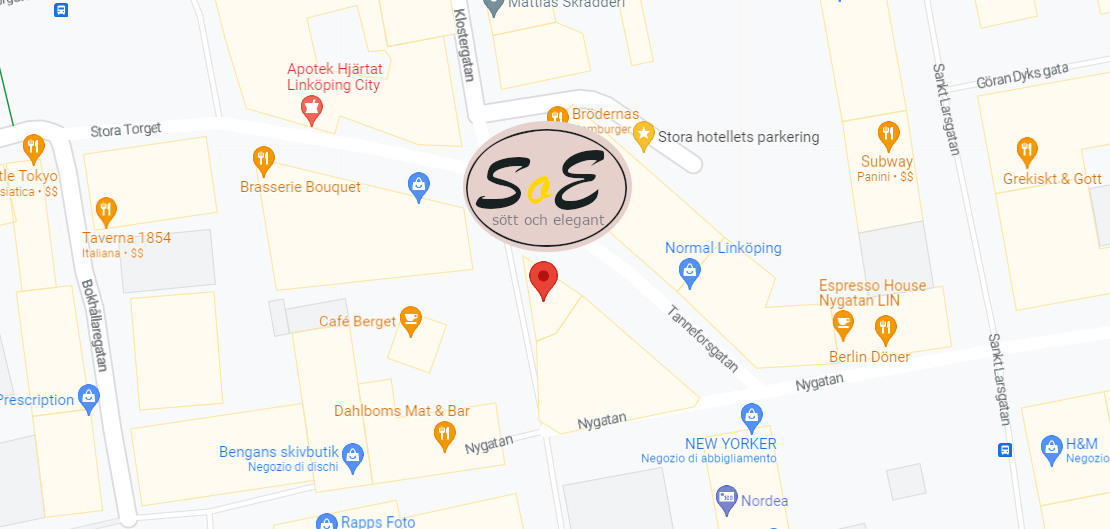 Mattias Skrädderi
Klostergatan
Apotek Hjärtat
Linköping City
Göran Dyks gata
Sankt Larsgatan
Stora Torget
Brödernas
Hamburger
Stora hotellets parkering
tle Tokyo
siatica • $$
Brasserie Bouquet
SoE
sött och elegant
Subway
Panini • $$
Grekiskt & Gott
Taverna 1854
Italiana • $$
Normal Linköping
Bokhållaregatan
Café Berget
Tanneforsgatan
Espresso House
Nygatan LIN
Berlin Döner
Sankt Larsgatan
Prescription
Nygatan
Dahlboms Mat & Bar
Nygatan
Nygatan
Bengans skivbutik
Negozio di dischi
NEW YORKER
Negozio di abbigliamento
H&M
Negozio
Nordea
Rapps Foto